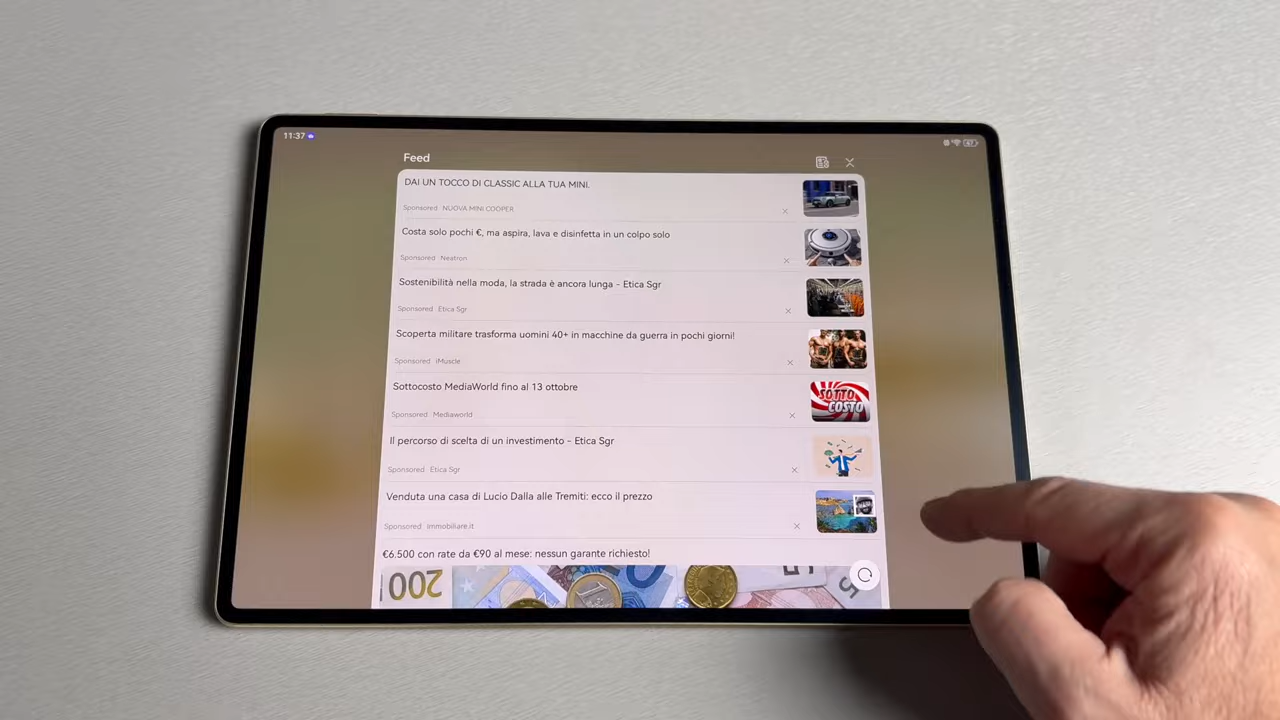 11:37
Feed
DAI UN TOCCO DI CLASSIC ALLA TUA MINI.
Sponsored NUOVA MINI COOPER
Costa solo pochi €, ma aspira, lava e disinfetta in un colpo solo
Sponsored Neatron
Sostenibilità nella moda, la strada è ancora lunga - Etica Sgr
Sponsored Etica Sgr
Scoperta militare trasforma uomini 40+ in macchine da guerra in pochi giorni!
Sponsored iMuscle
Sottocosto MediaWorld fino al 13 ottobre
Sponsored Mediaworld
SOTTO
COSTO
Il percorso di scelta di un investimento - Etica Sgr
Sponsored Etica Sgr
Venduta una casa di Lucio Dalla alle Tremiti: ecco il prezzo
Sponsored immobiliare.it
€6.500 con rate da €90 al mese: nessun garante richiesto!
200